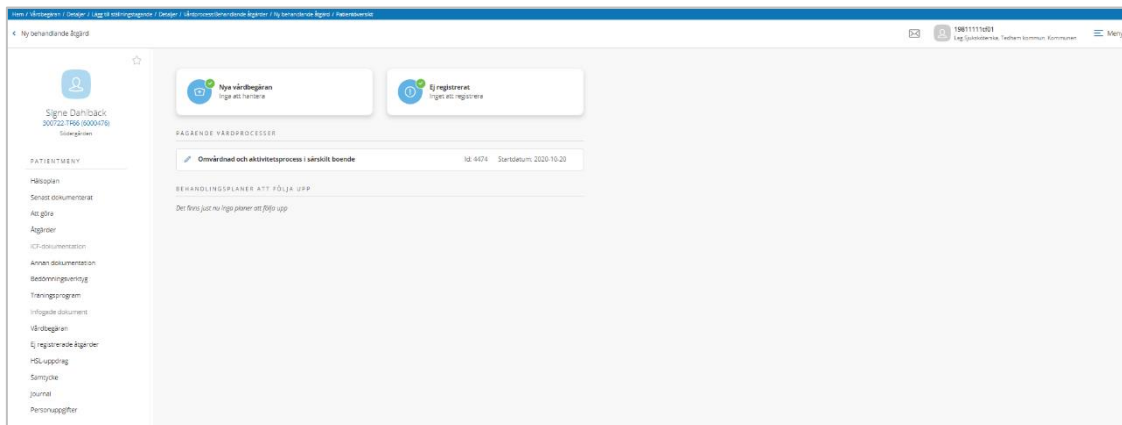 Hem / Vårdbegäran / Detaljer / Lägg till ställningstagande / Detaljer / Vårdprocess/Behandlande åtgärder / Ny behandlande åtgärd / Patientöversikt
Ny behandlande åtgärd
19811111tf01
Leg Sjuksköterska, Tedhem kommun Kommunen
Meny
Signe Dahlbäck
300722-TF66 (6000476)
Södergården
PATIENTMENY
Hälsoplan
Senast dokumenterat
Att göra
Åtgärder
ICF-dokumentation
Annan dokumentation
Bedömningsverktyg
Träningsprogram
Infogade dokument
Vårdbegäran
Ej registrerade åtgärder
HSL-uppdrag
Samtycke
Journal
Personuppgifter
Nya vårdbegäran
Inga att hantera
Ej registrerat
Inget att registrera
PÅGÅENDE VÅRDPROCESSER
Omvårdnad och aktivitetsprocess i särskilt boende
Id: 4474 Startdatum: 2020-10-20
BEHANDLINGSPLANER ATT FÖLJA UPP
Det finns just nu inga planer att följa upp